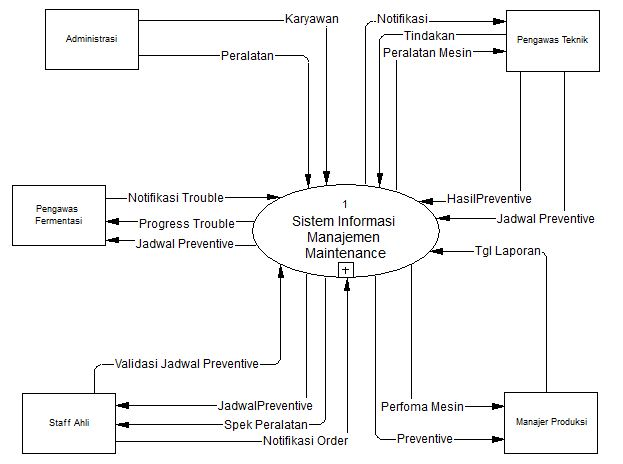 Karyawan
Notifikasi
Administrasi
Tindakan
Pengawas Teknik
Peralatan
Peralatan Mesin
Notifikasi Trouble
HasilPreventive
Pengawas
Fermentasi
1
Sistem Informasi
Manajemen
Maintenance
+
Progress Trouble
Jadwal Preventive
Jadwal Preventive
Tgl Laporan
Validasi Jadwal Preventive
JadwalPreventive
Perfoma Mesin
Staff Ahli
Spek Peralatan
Manajer Produksi
Notifikasi Order
Preventive